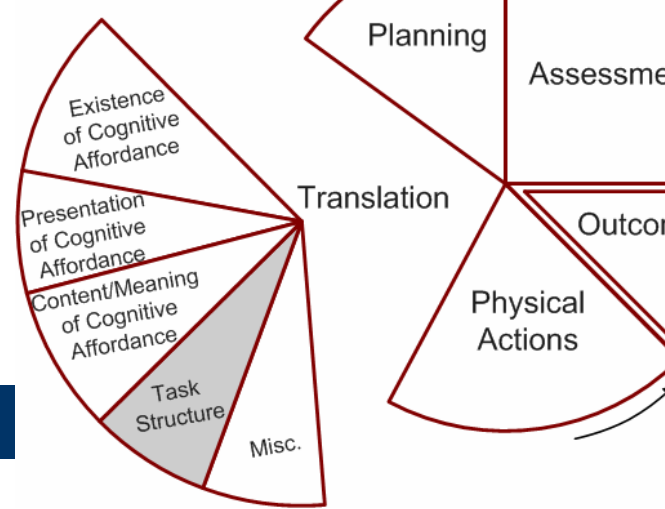 Planning
Assessme
Existence
of Cognitive
Affordance
Presentation
of Cognitive
Affordance
Translation
Outcor
Content/Meaning
of Cognitive
Affordance
Physical
Actions
Task
Structure
Misc.